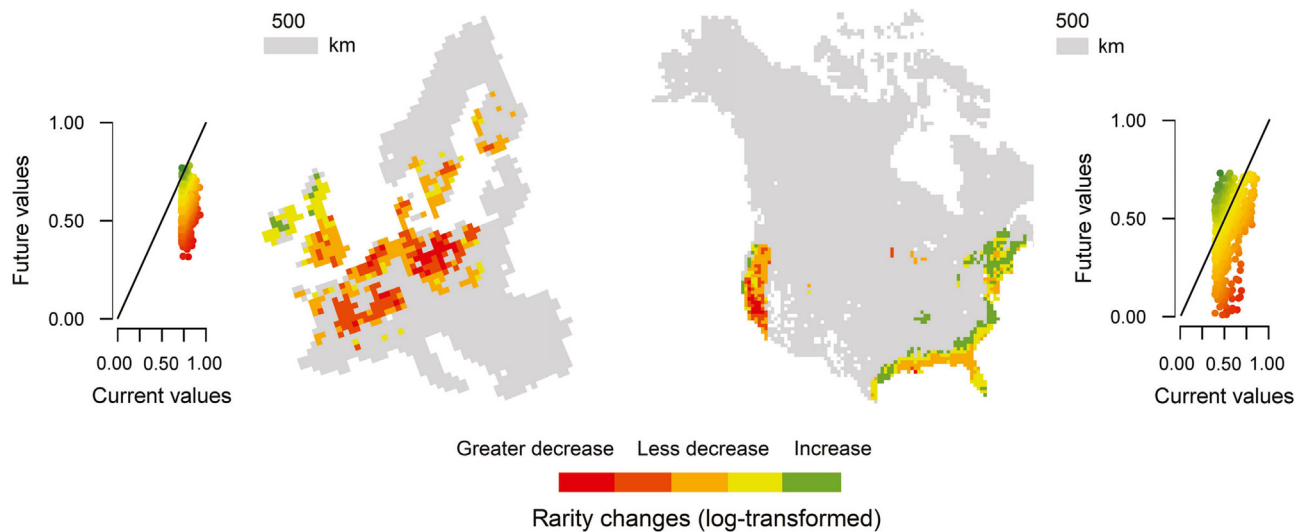 500
km
500
km
1.00
0.50
0.00
Future values
0.00 0.50 1.00
Current values
1.00
0.50
0.00
Future values
0.00 0.50 1.00
Current values
Greater decrease Less decrease Increase
Rarity changes (log-transformed)